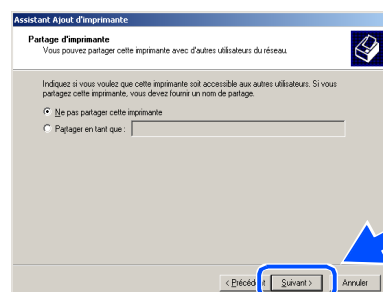 Assistant Ajout d'imprimante
Partage d'imprimante
Vous pouvez partager cette imprimante avec d'autres utilisateurs du réseau.
Indiquez si vous voulez que cette imprimante soit accessible aux autres utilisateurs. Si vous
partagez cette imprimante, vous devez fournir un nom de partage.
Ne pas partager cette imprimante
Partager en tant que :
< Précédent Suivant > Annuler